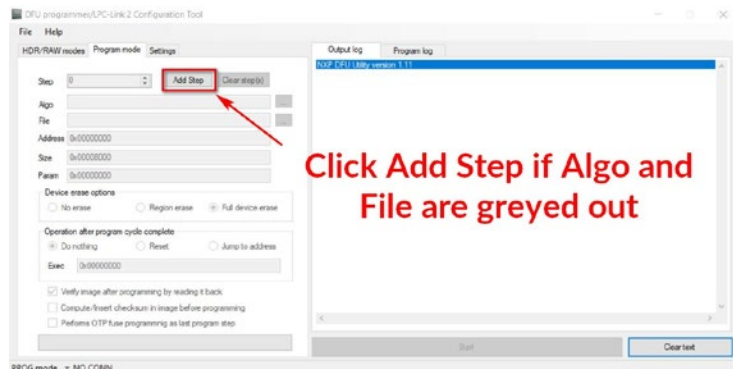 DFU programmer/LPC-Link 2 Configuration Tool
File Help
HDR/RAW modes Program mode Settings
Step 0 Add Step Clear step(s)
Algo ...
File ...
Address 0x00000000
Size 0x00008000
Param 0x00000000
Device erase options
No erase Region erase Full device erase
Operation after program cycle complete
Do nothing Reset Jump to address
Exec 0x00000000
Verify image after programming by reading it back
Compute/Insert checksum in image before programming
Performs OTP fuse programming as last program step
Output log Program log
NXP DFU Utility version 1.11
Click Add Step if Algo and
File are greyed out
Start Clear text
PROG mode NO CONN